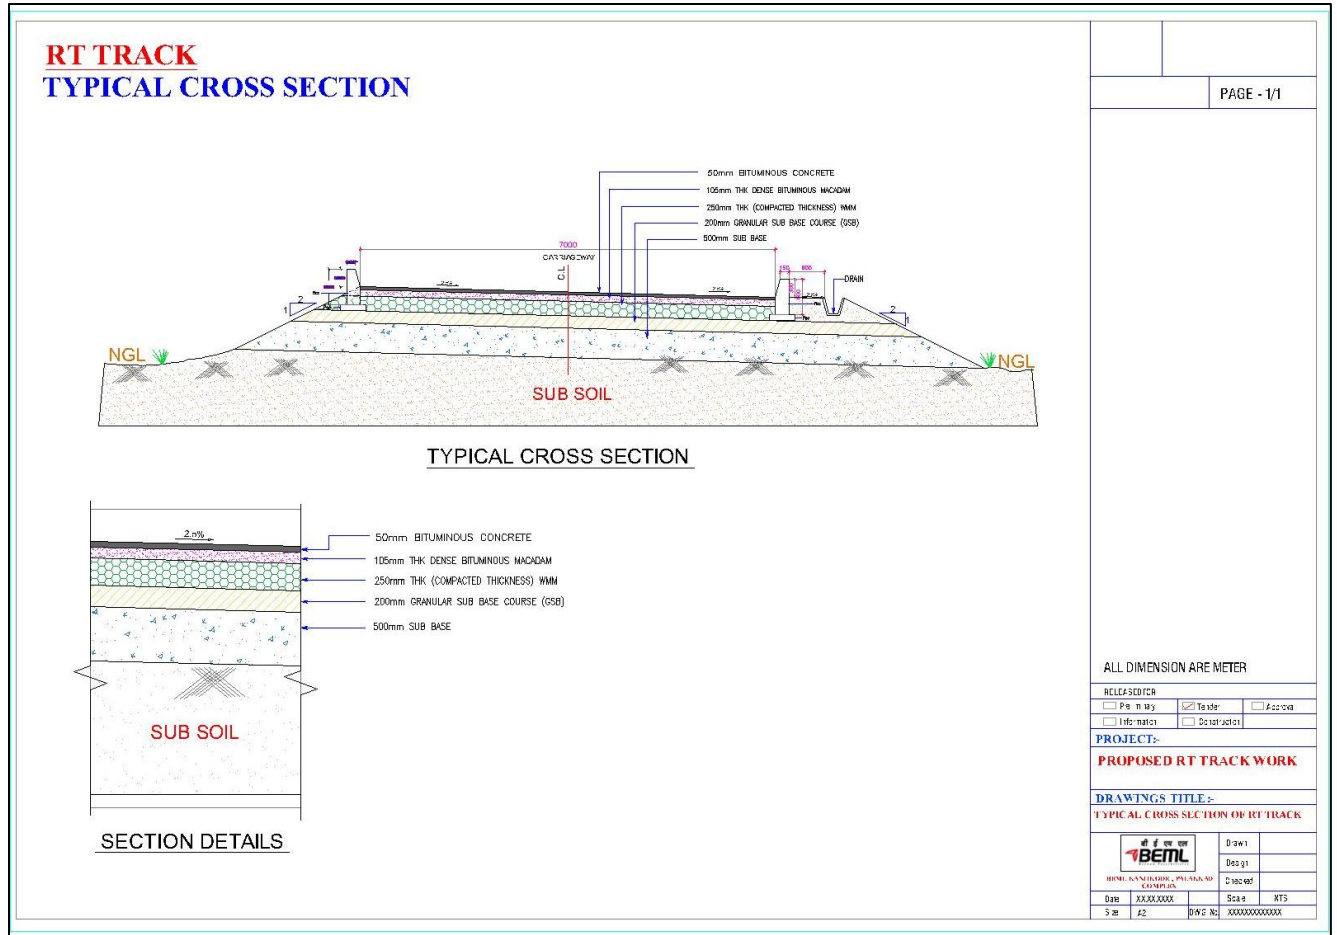 RT TRACK
TYPICAL CROSS SECTION
PAGE - 1/1
50mm BITUMINOUS CONCRETE
105mm THK DENSE BITUMINOUS MACADAM
250mm THK (COMPACTED THICKNESS) WMM
200mm GRANULAR SUB BASE COURSE (GSB)
500mm SUB BASE
7000
CARRIAGEWAY
C.L
DRAIN
2
1
2
1
NGL
NGL
SUB SOIL
TYPICAL CROSS SECTION
50mm BITUMINOUS CONCRETE
105mm THK DENSE BITUMINOUS MACADAM
250mm THK (COMPACTED THICKNESS) WMM
200mm GRANULAR SUB BASE COURSE (GSB)
500mm SUB BASE
SUB SOIL
SECTION DETAILS
ALL DIMENSION ARE METER
Tender
PROJECT:-
PROPOSED RT TRACK WORK
DRAWINGS TITLE :-
TYPICAL CROSS SECTION OF RT TRACK
बी ई एम एल
BEML
Drawn
Design
Checked
Date XX.XX.XXXX Scale NTS
Size A2 DWG No. XXXXXXXXXXXXX